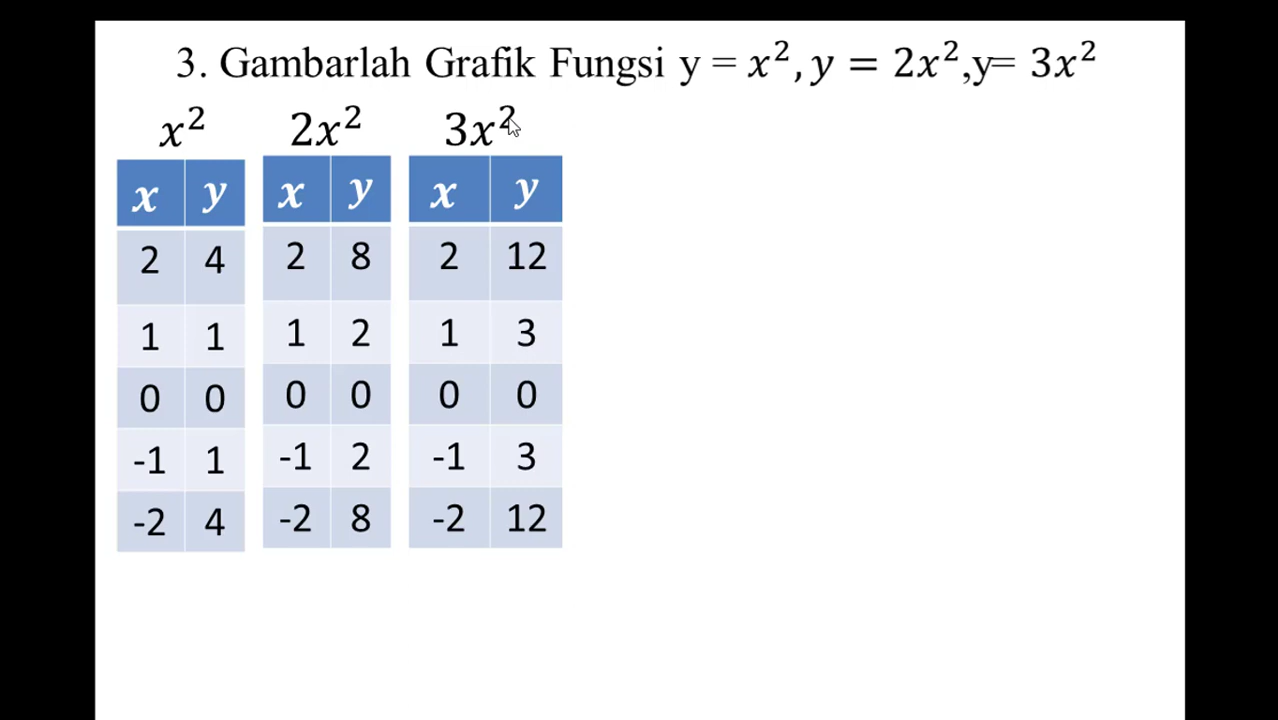 3. Gambarlah Grafik Fungsi y = x², y = 2x²,y= 3x²
x² 2x² 3x²
x y x y x y
2 4 2 8 2 12
1 1 1 2 1 3
0 0 0 0 0 0
-1 1 -1 2 -1 3
-2 4 -2 8 -2 12